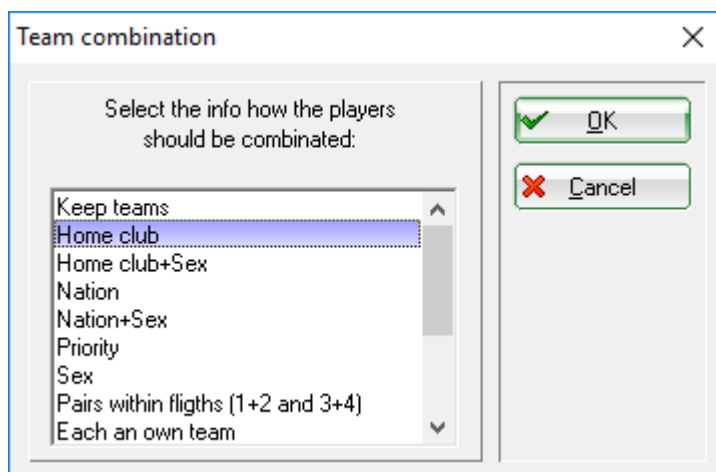 Team combination
Select the info how the players
should be combined:
Keep teams
Home club
Home club+Sex
Nation
Nation+Sex
Priority
Sex
Pairs within fligths (1+2 and 3+4)
Each an own team
OK
Cancel